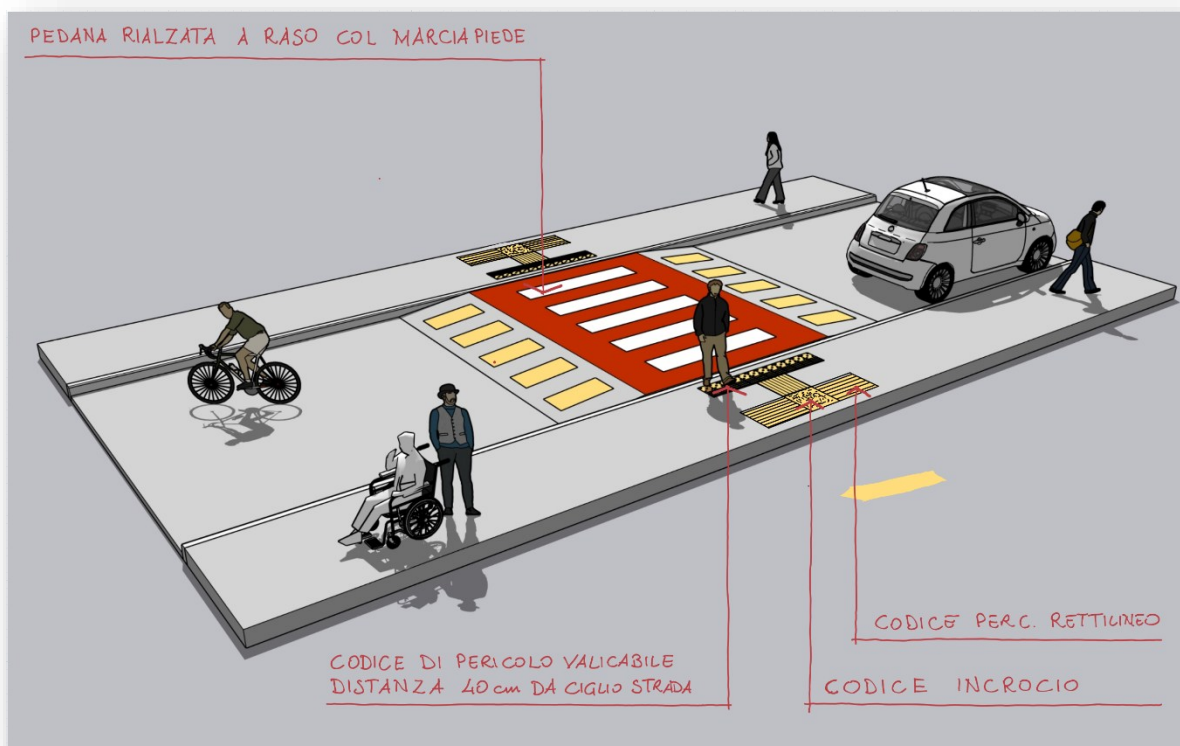 PEDANA RIALZATA A RASO COL MARCIAPIEDE
CODICE PERC. RETTILINEO
CODICE DI PERICOLO VALICABILE
DISTANZA 40 cm DA CIGLIO STRADA
CODICE INCROCIO